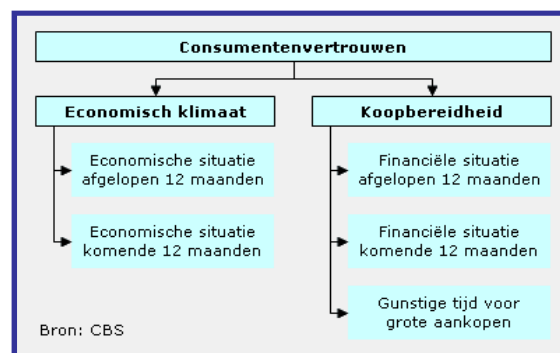 Consumentenvertrouwen
Economisch klimaat
Economische situatie
afgelopen 12 maanden
Economische situatie
komende 12 maanden
Koopbereidheid
Financiële situatie
afgelopen 12 maanden
Financiële situatie
komende 12 maanden
Gunstige tijd voor
grote aankopen
Bron: CBS